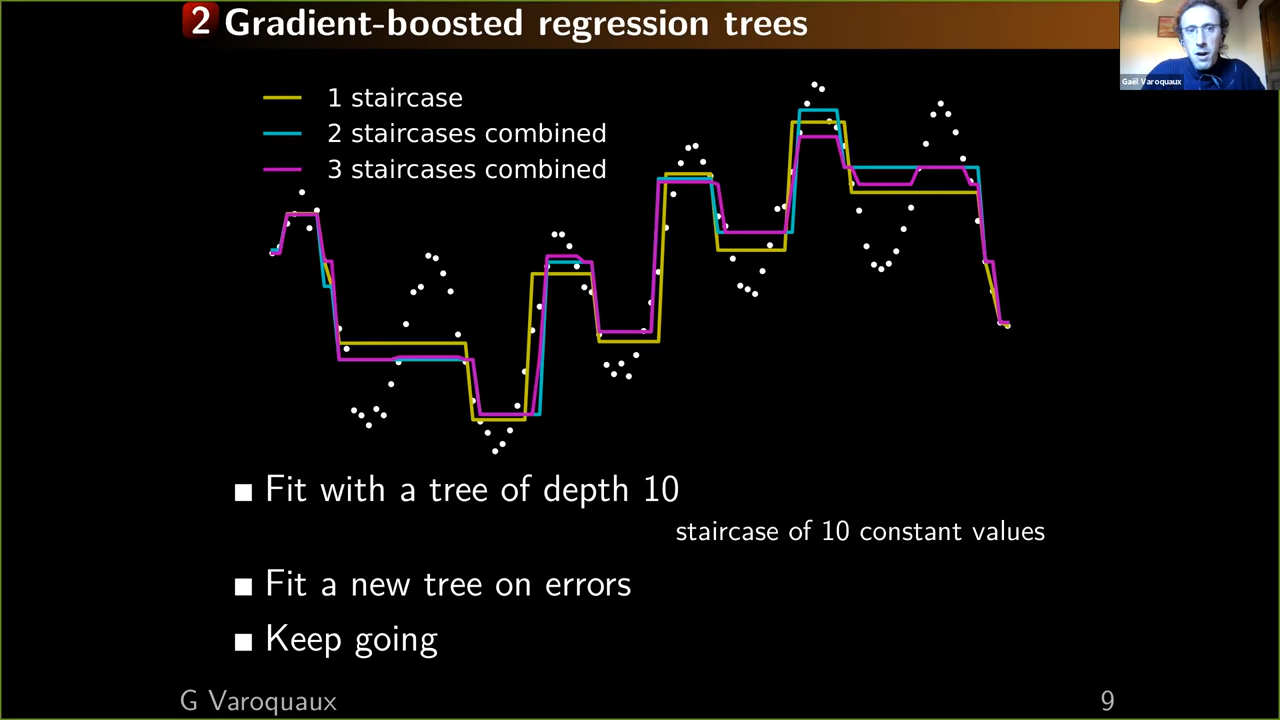 2 Gradient-boosted regression trees
Gaël Varoquaux
1 staircase
2 staircases combined
3 staircases combined
Fit with a tree of depth 10
staircase of 10 constant values
Fit a new tree on errors
Keep going
G Varoquaux
9